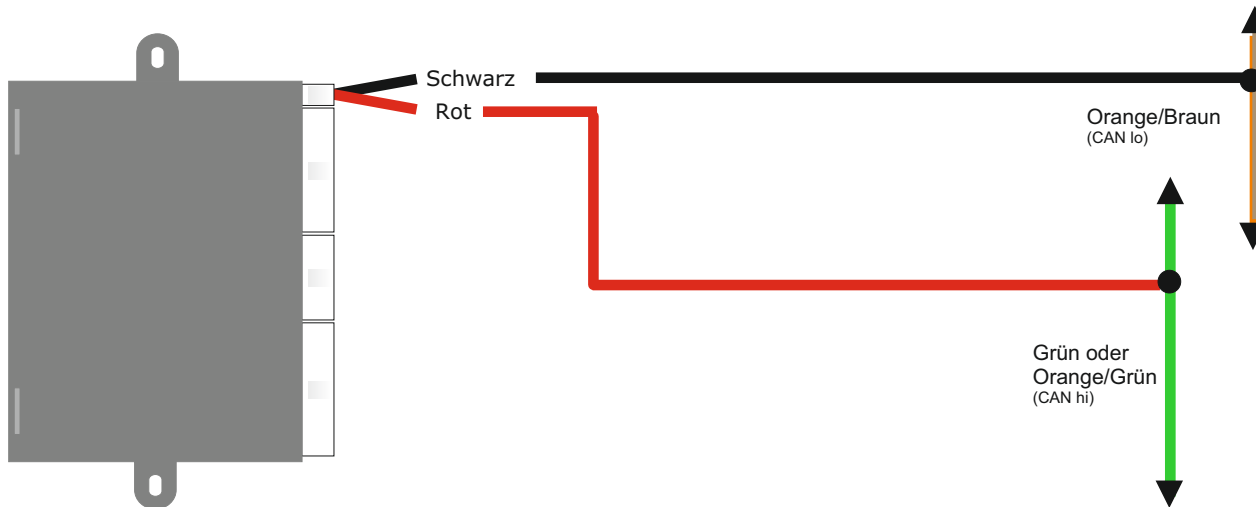 Schwarz
Rot
Orange/Braun
(CAN lo)
Grün oder
Orange/Grün
(CAN hi)